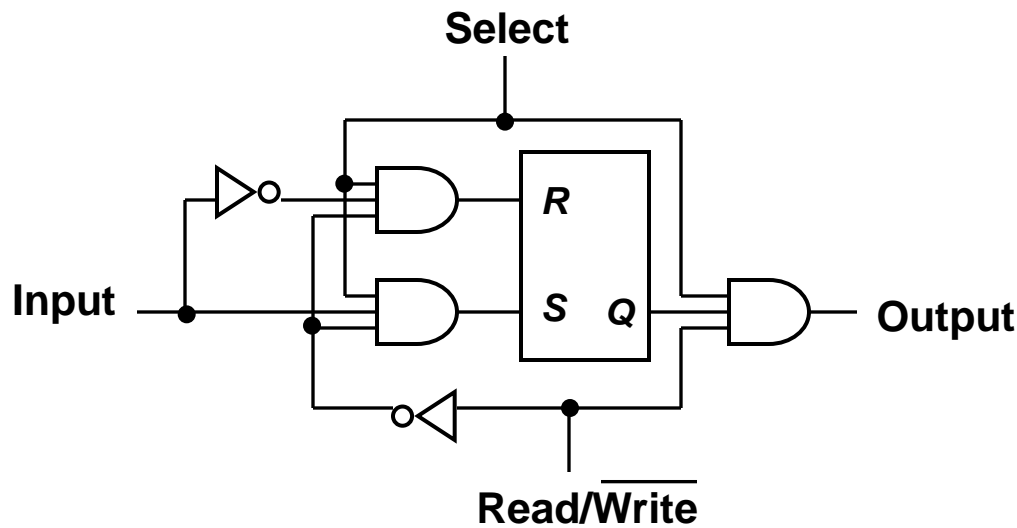 Select
R
Input
S
Q
Output
Read/Write